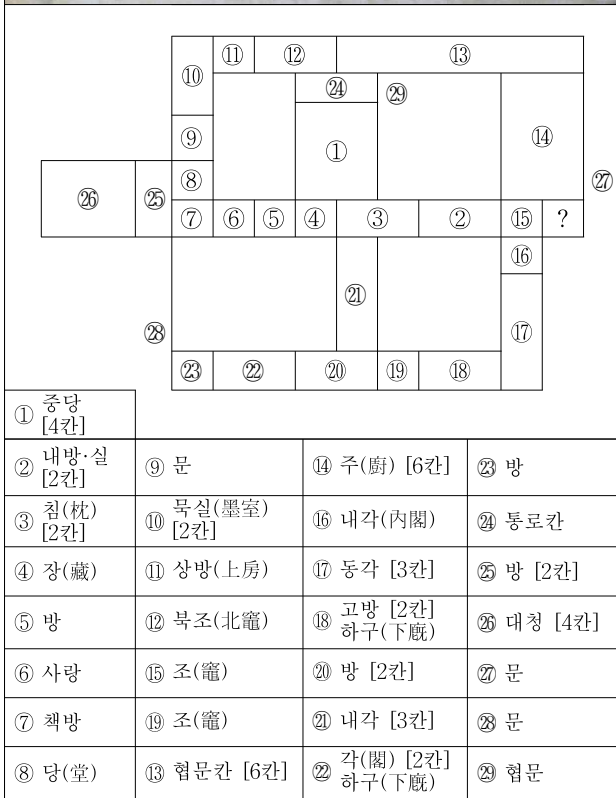 ⑪ ⑫ ⑬
⑩ ㉔ ㉙
⑨ ① ⑭
㉖ ㉕ ⑧ ㉗
⑦ ⑥ ⑤ ④ ③ ② ⑮ ?
⑯
㉑
㉘ ⑰
㉓ ㉒ ⑳ ⑲ ⑱
① 중당
[4칸]
② 내방·실
[2칸]
⑨ 문
⑭ 주(廚) [6칸]
㉓ 방
③ 침(枕)
[2칸]
⑩ 묵실(墨室)
[2칸]
⑯ 내각(內閣)
㉔ 통로칸
④ 장(藏)
⑪ 상방(上房)
⑰ 동각 [3칸]
㉕ 방 [2칸]
⑤ 방
⑫ 북조(北竈)
⑱ 고방 [2칸]
하구(下廐)
㉖ 대청 [4칸]
⑥ 사랑
⑮ 조(竈)
⑳ 방 [2칸]
㉗ 문
⑦ 책방
⑲ 조(竈)
㉑ 내각 [3칸]
㉘ 문
⑧ 당(堂)
⑬ 협문칸 [6칸]
㉒ 각(閣) [2칸]
하구(下廐)
㉙ 협문